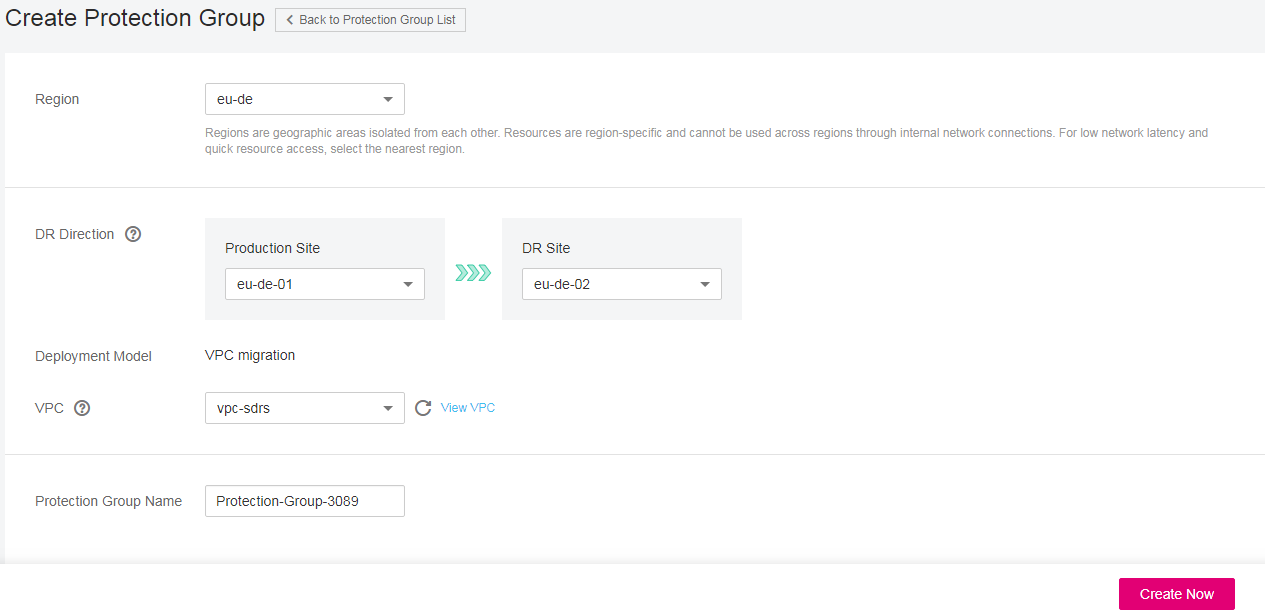 Create Protection Group
Back to Protection Group List
Region
eu-de
Regions are geographic areas isolated from each other. Resources are region-specific and cannot be used across regions through internal network connections. For low network latency and
quick resource access, select the nearest region.
DR Direction ?
Production Site
eu-de-01
DR Site
eu-de-02
Deployment Model
VPC migration
VPC ?
vpc-sdrs
View VPC
Protection Group Name
Protection-Group-3089
Create Now